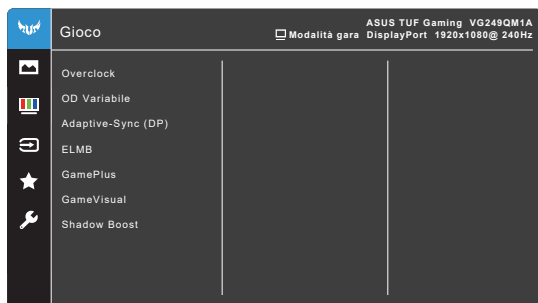 Gioco
ASUS TUF Gaming VG249QM1A
Modalità gara DisplayPort 1920x1080@ 240Hz
Overclock
OD Variabile
Adaptive-Sync (DP)
ELMB
GamePlus
GameVisual
Shadow Boost